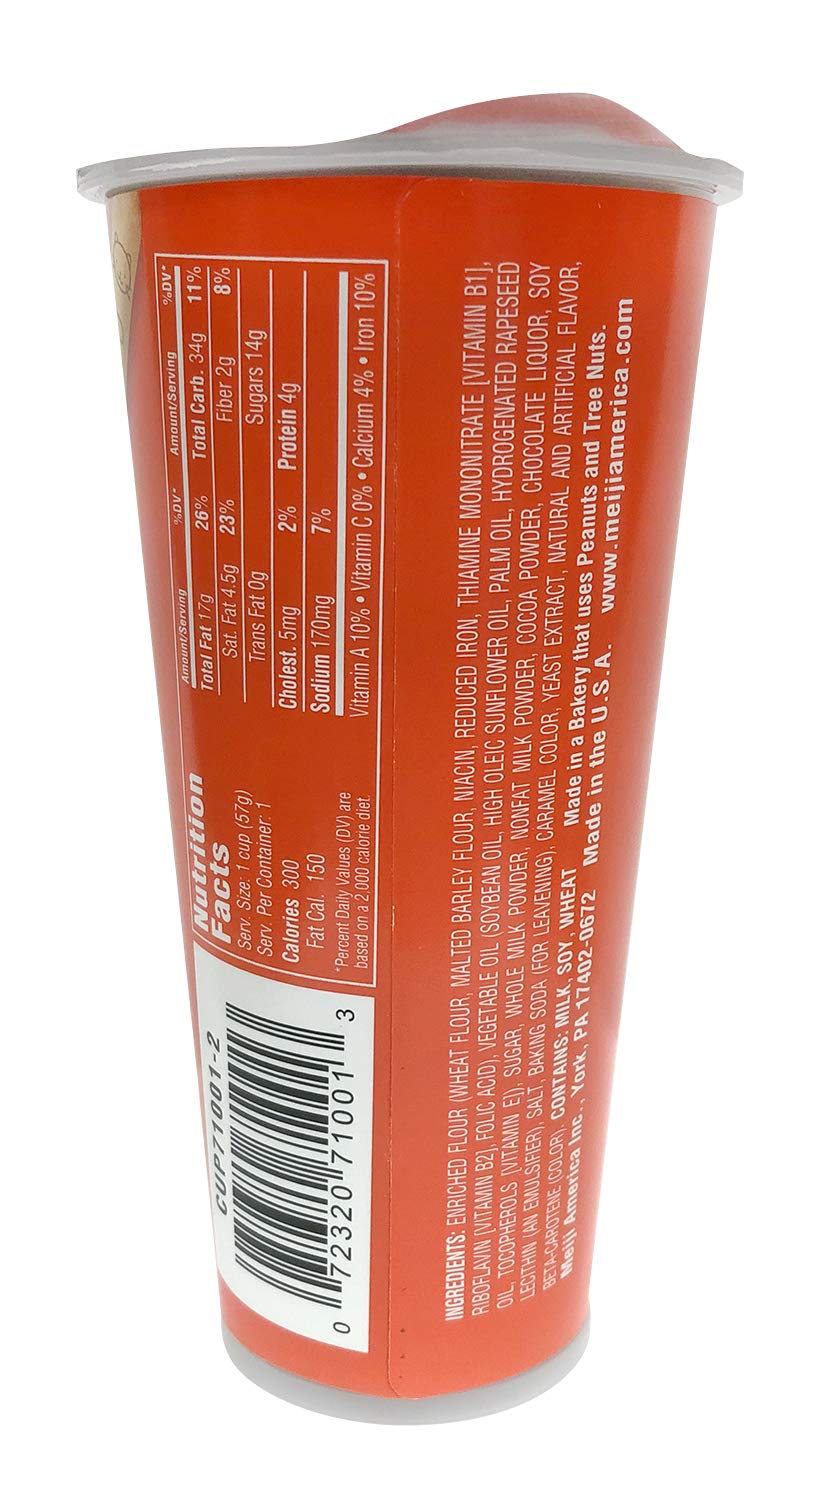 CUP71001-2
0 72320 71001 3
Nutrition
Facts
Serv. Size: 1 cup (57g)
Serv. Per Container: 1
Calories 300
Fat Cal. 150
*Percent Daily Values (DV) are
based on a 2,000 calorie diet.
Amount/Serving %DV* Amount/Serving %DV*
Total Fat 17g 26% Total Carb. 34g 11%
Sat. Fat 4.5g 23% Fiber 2g 8%
Trans Fat 0g Sugars 14g
Cholest. 5mg 2% Protein 4g
Sodium 170mg 7%
Vitamin A 10% • Vitamin C 0% • Calcium 4% • Iron 10%
INGREDIENTS: ENRICHED FLOUR (WHEAT FLOUR, MALTED BARLEY FLOUR, NIACIN, REDUCED IRON, THIAMINE MONONITRATE [VITAMIN B1],
RIBOFLAVIN [VITAMIN B2], FOLIC ACID), VEGETABLE OIL (SOYBEAN OIL, HIGH OLEIC SUNFLOWER OIL, PALM OIL, HYDROGENATED RAPESEED
OIL, TOCOPHEROLS [VITAMIN E]), SUGAR, WHOLE MILK POWDER, NONFAT MILK POWDER, COCOA POWDER, CHOCOLATE LIQUOR, SOY
LECITHIN (AN EMULSIFIER), SALT, BAKING SODA (FOR LEAVENING), CARAMEL COLOR, YEAST EXTRACT, NATURAL AND ARTIFICIAL FLAVOR,
BETA-CAROTENE (COLOR). CONTAINS: MILK, SOY, WHEAT Made in a Bakery that uses Peanuts and Tree Nuts.
Meiji America Inc., York, PA 17402-0672 Made in the U.S.A. www.meijiamerica.com